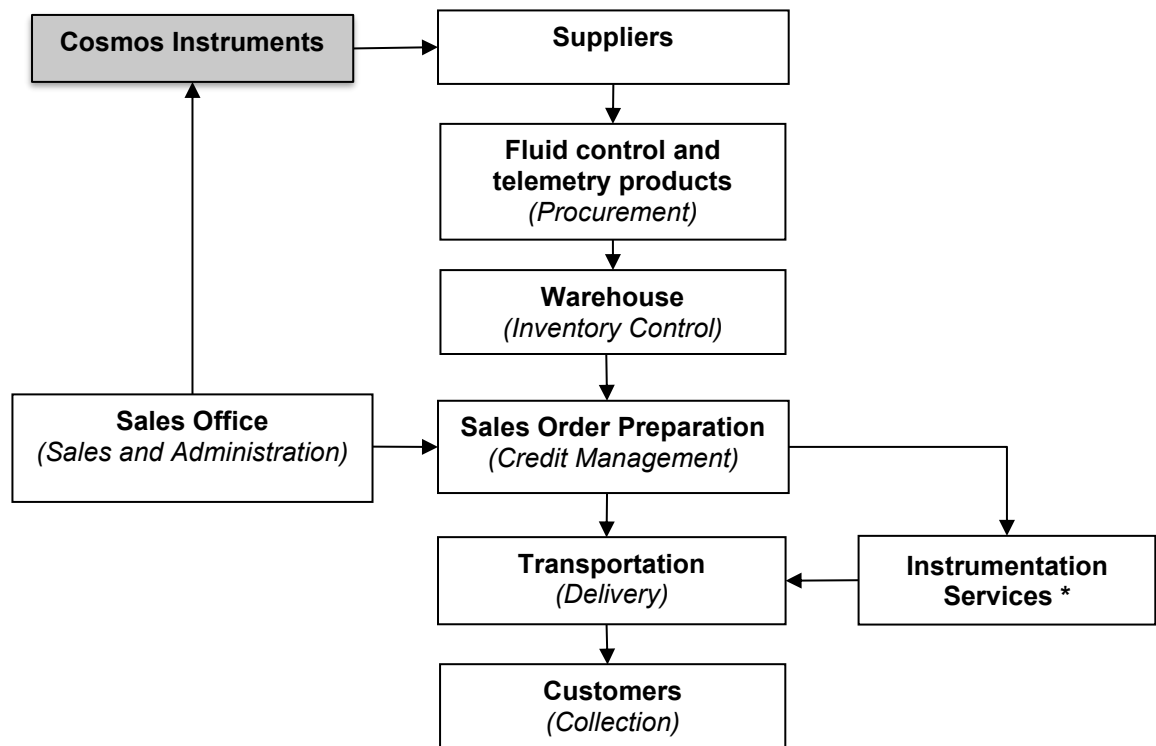 Cosmos Instruments
Suppliers
Fluid control and
telemetry products
(Procurement)
Warehouse
(Inventory Control)
Sales Office
(Sales and Administration)
Sales Order Preparation
(Credit Management)
Transportation
(Delivery)
Instrumentation
Services *
Customers
(Collection)